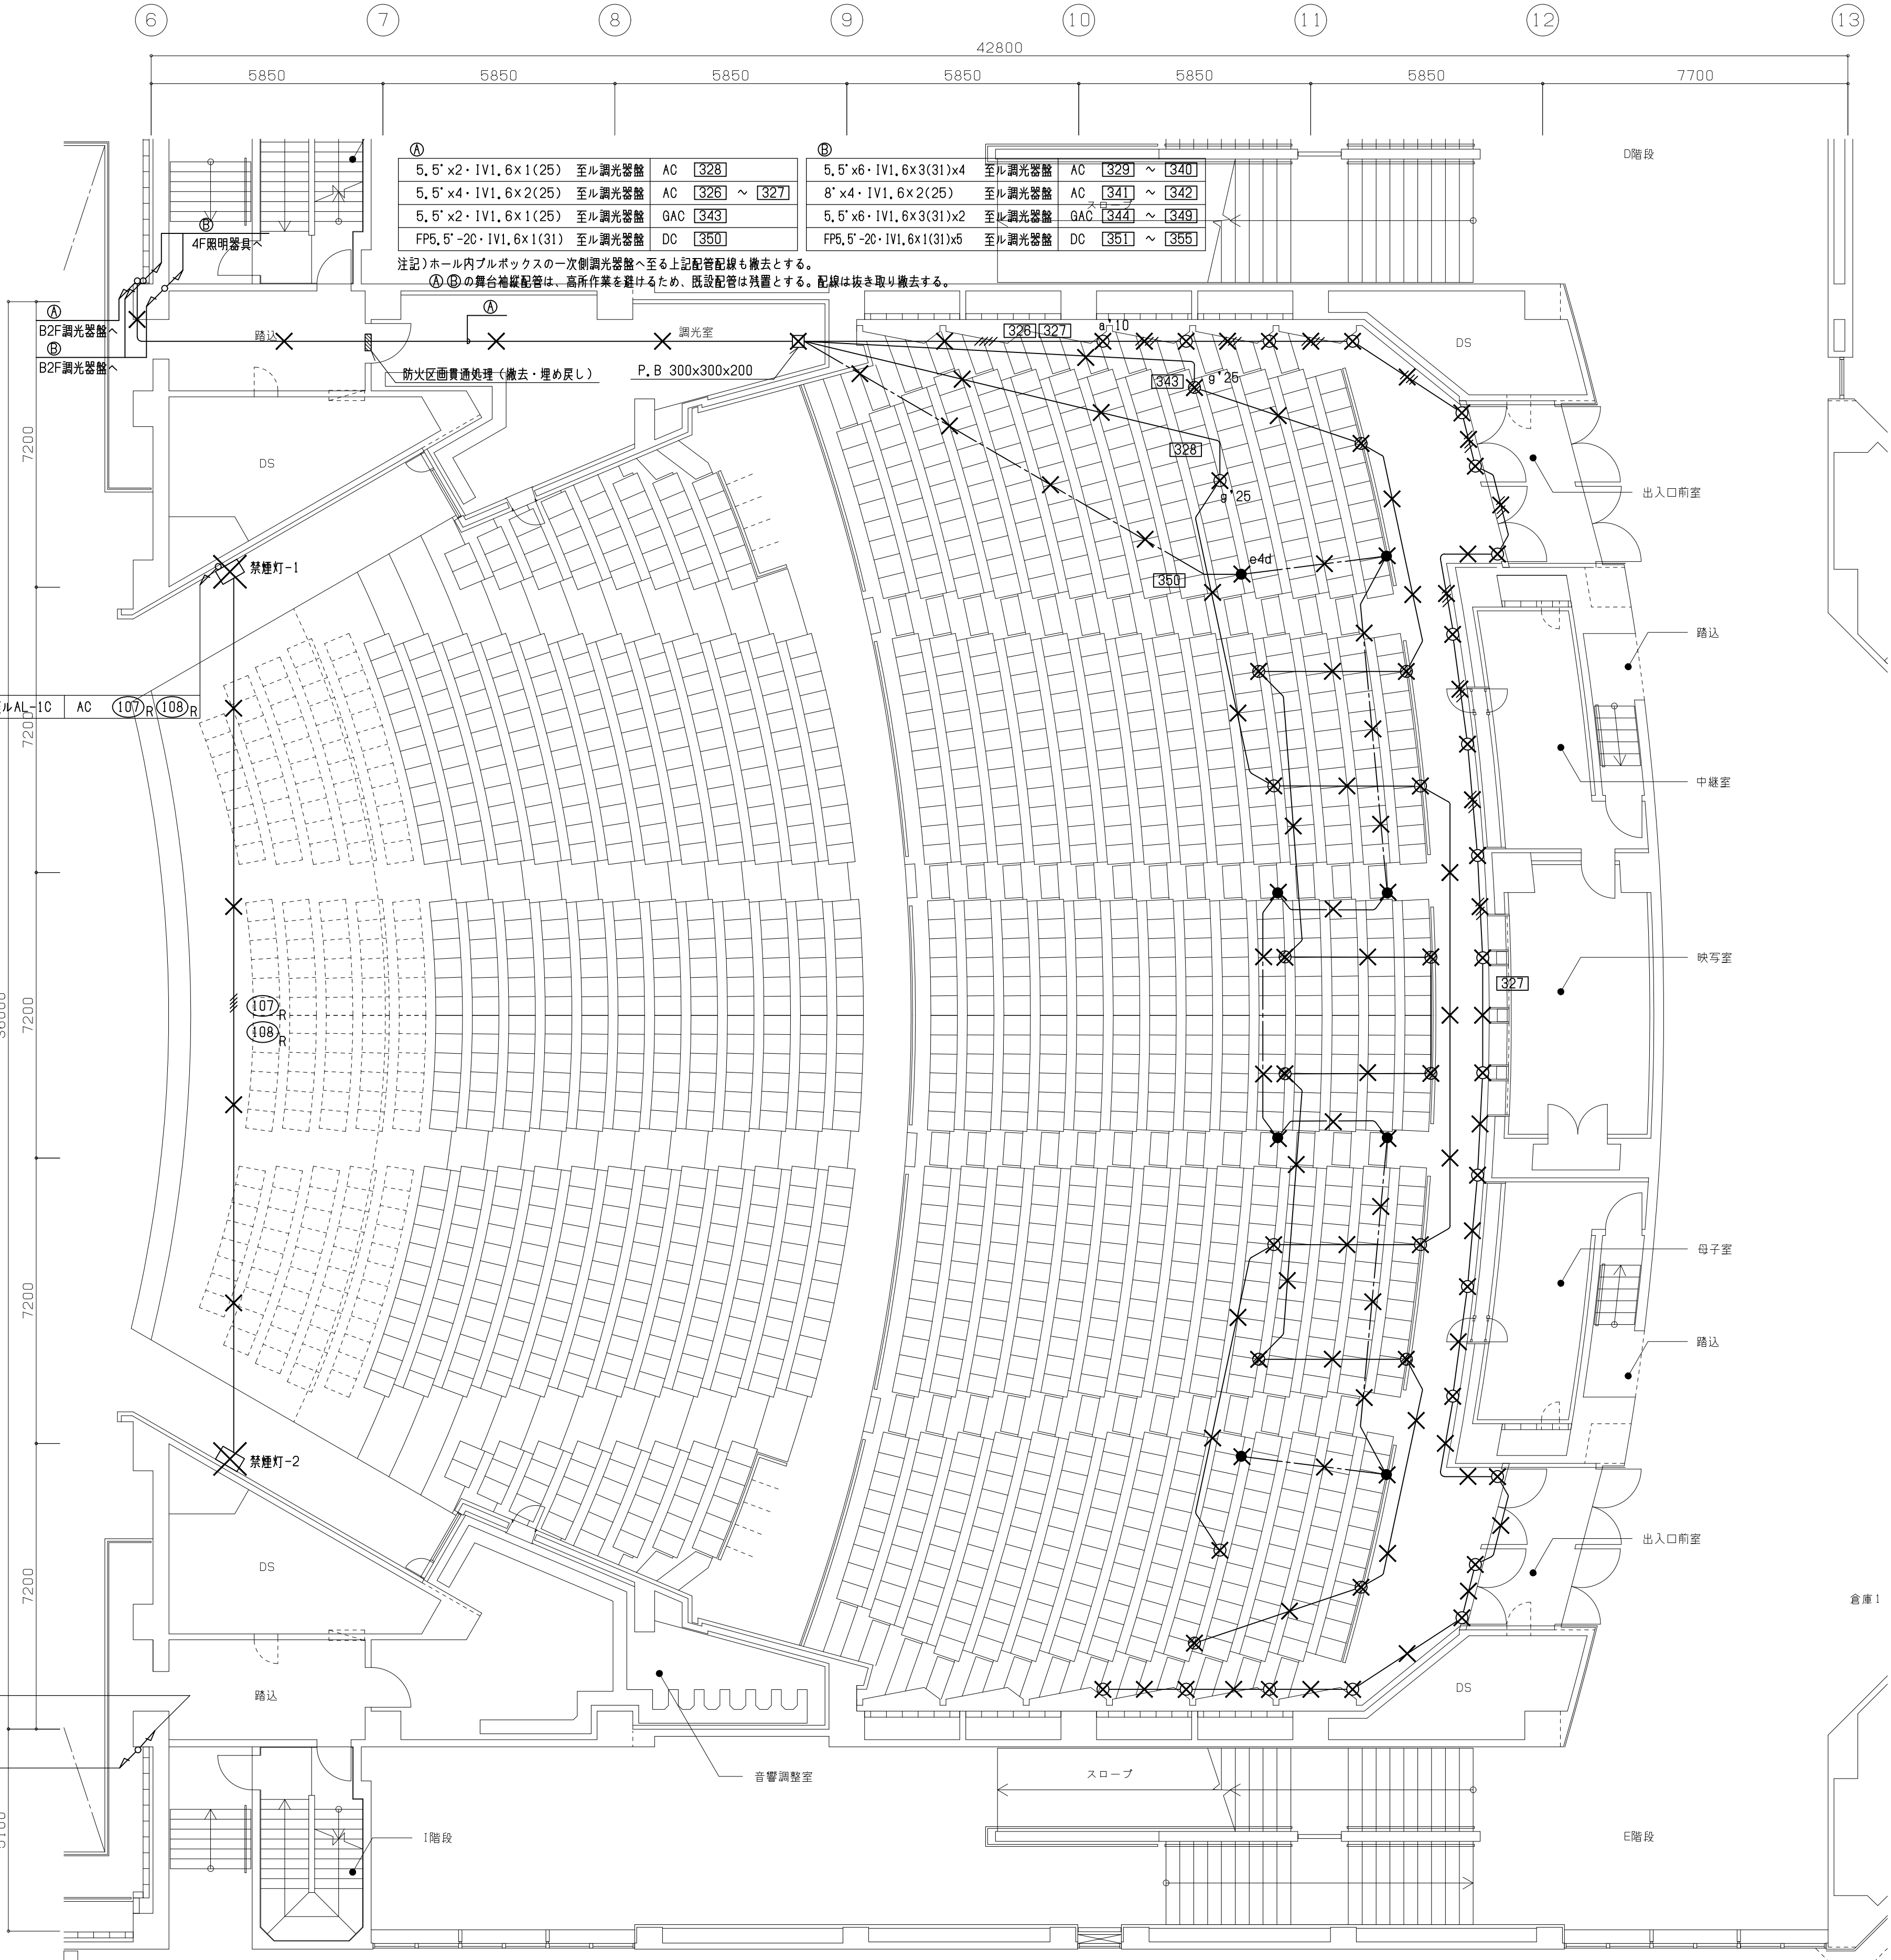 6 7 8 9 10 11 12 13
42800
5850 5850 5850 5850 5850 5850 7700
Ⓐ
5.5゜x2・IV1.6×1(25) 至ル調光器盤 AC 328
5.5゜x4・IV1.6×2(25) 至ル調光器盤 AC 326 ～ 327
5.5゜x2・IV1.6×1(25) 至ル調光器盤 GAC 343
FP5.5゜-2C・IV1.6×1(31) 至ル調光器盤 DC 350
Ⓑ
5.5゜x6・IV1.6×3(31)x4 至ル調光器盤 AC 329 ～ 340
8゜x4・IV1.6×2(25) 至ル調光器盤 AC 341 ～ 342
5.5゜x6・IV1.6×3(31)x2 至ル調光器盤 GAC 344 ～ 349
FP5.5゜-2C・IV1.6×1(31)x5 至ル調光器盤 DC 351 ～ 355
スロープ
D階段
注記)ホール内プルボックスの一次側調光器盤へ至る上記配管配線も撤去とする。
ⒶⒷの舞台袖縦配管は、高所作業を避けるため、既設配管は残置とする。配線は抜き取り撤去する。
Ⓑ
4F照明器具へ
Ⓐ
B2F調光器盤へ
Ⓑ
B2F調光器盤へ
踏込
Ⓐ
調光室
防火区画貫通処理（撤去・埋め戻し）
P.B 300x300x200
326 327
a'10
343
g'25
328
g'25
350
e4d
DS
DS
出入口前室
禁煙灯-1
踏込
ルAL-1C AC 107 R 108 R
中継室
映写室
327
107 R
108 R
母子室
踏込
禁煙灯-2
出入口前室
DS
DS
倉庫1
踏込
音響調整室
スロープ
I階段
E階段
7200
7200
7200
7200
7200
36000